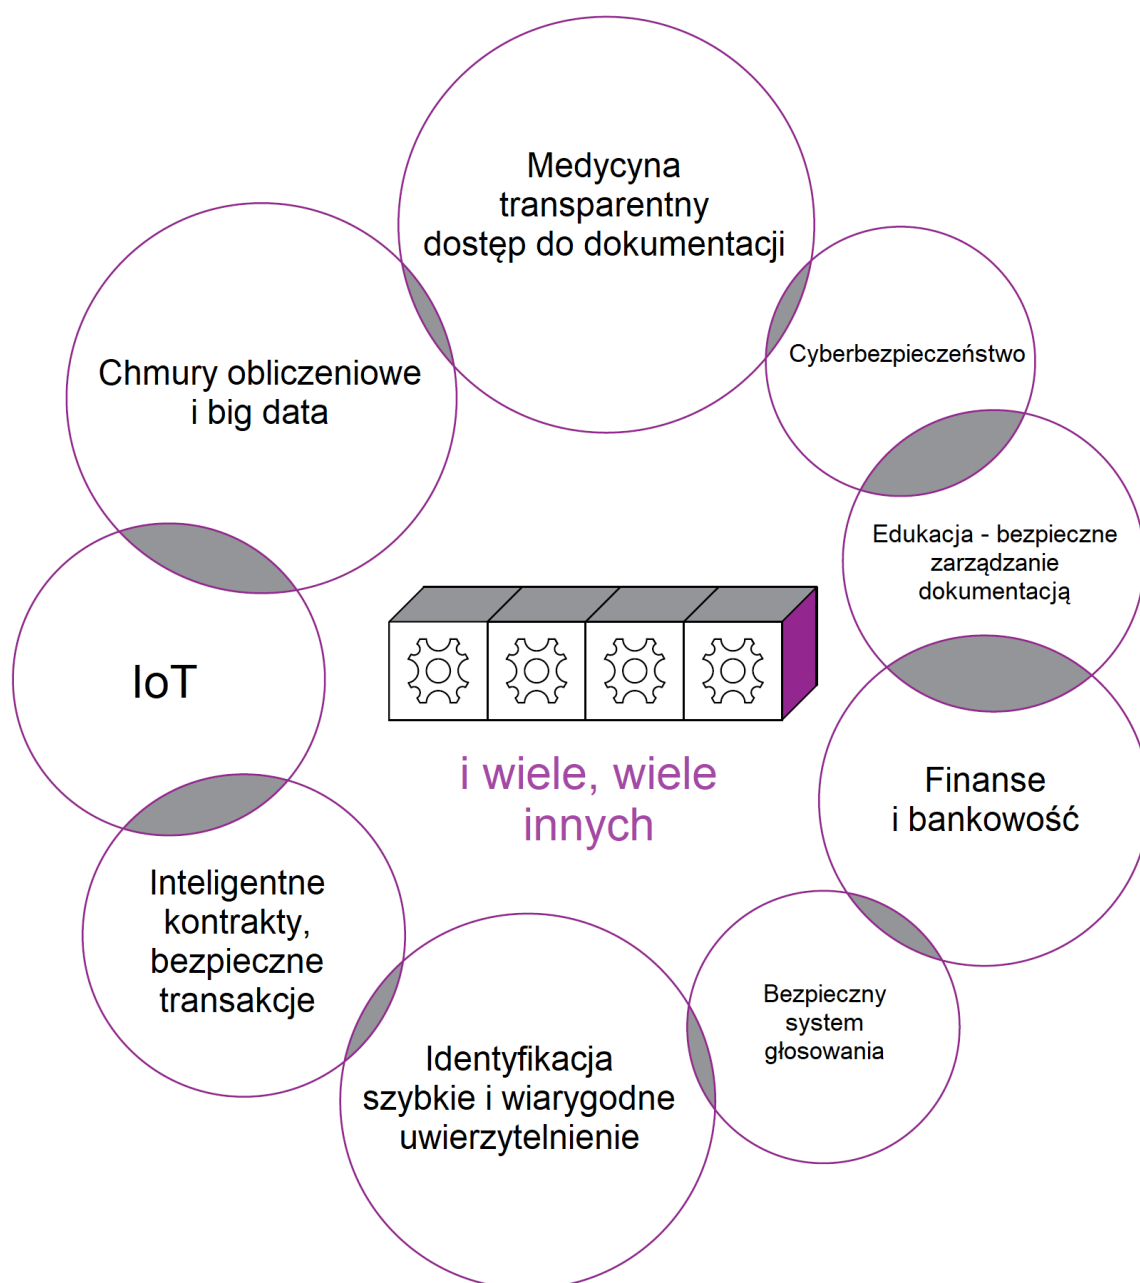 Medycyna
transparentny
dostęp do dokumentacji
Cyberbezpieczeństwo
Chmury obliczeniowe
i big data
Edukacja - bezpieczne
zarządzanie
dokumentacją
IoT
i wiele, wiele
innych
Finanse
i bankowość
Inteligentne
kontrakty,
bezpieczne
transakcje
Bezpieczny
system
głosowania
Identyfikacja
szybkie i wiarygodne
uwierzytelnienie